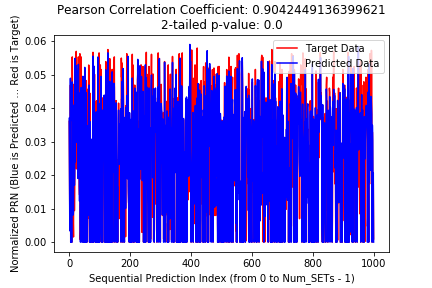 Pearson Correlation Coefficient: 0.9042449136399621
2-tailed p-value: 0.0
Target Data
Predicted Data
Normalized PRN (Blue is Predicted ... Red is Target)
0.06
0.05
0.04
0.03
0.02
0.01
0.00
0 200 400 600 800 1000
Sequential Prediction Index (from 0 to Num_SETs - 1)